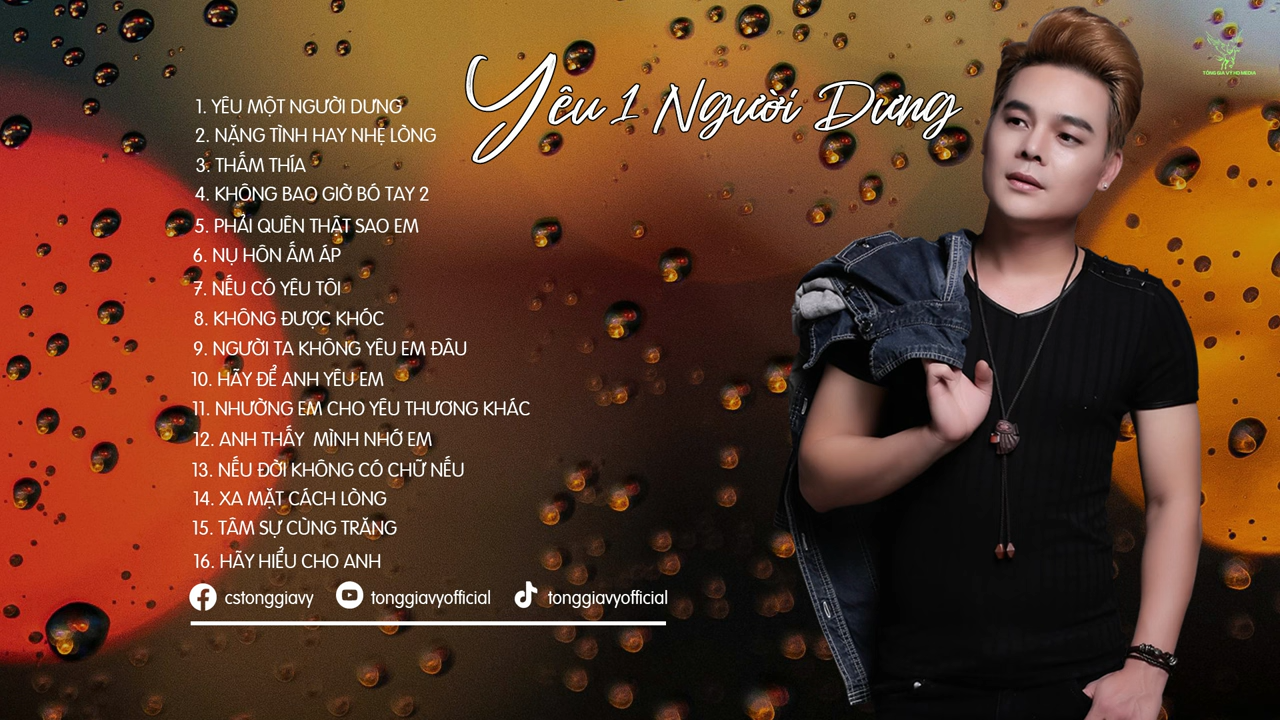 Yêu 1 Người Dưng
1. YÊU MỘT NGƯỜI DƯNG
2. NẶNG TÌNH HAY NHẸ LÒNG
3. THẤM THÍA
4. KHÔNG BAO GIỜ BÓ TAY 2
5. PHẢI QUÊN THẬT SAO EM
6. NỤ HÔN ẤM ÁP
7. NẾU CÓ YÊU TÔI
8. KHÔNG ĐƯỢC KHÓC
9. NGƯỜI TA KHÔNG YÊU EM ĐÂU
10. HÃY ĐỂ ANH YÊU EM
11. NHƯỜNG EM CHO YÊU THƯƠNG KHÁC
12. ANH THẤY  MÌNH NHỚ EM
13. NẾU ĐỜI KHÔNG CÓ CHỮ NẾU
14. XA MẶT CÁCH LÒNG
15. TÂM SỰ CÙNG TRĂNG
16. HÃY HIỂU CHO ANH
cstonggiavy tonggiavyofficial tonggiavyofficial
TỐNG GIA VỸ HD MEDIA